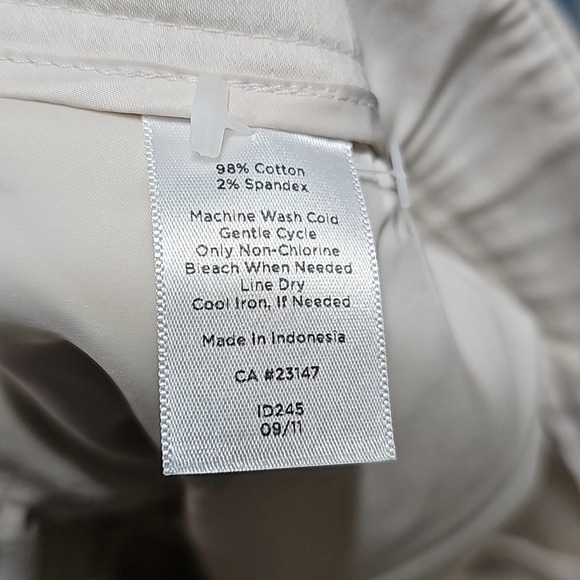 98% Cotton
2% Spandex
Machine Wash Cold
Gentle Cycle
Only Non-Chlorine
Bleach When Needed
Line Dry
Cool Iron, If Needed
Made In Indonesia
CA #23147
ID245
09/11